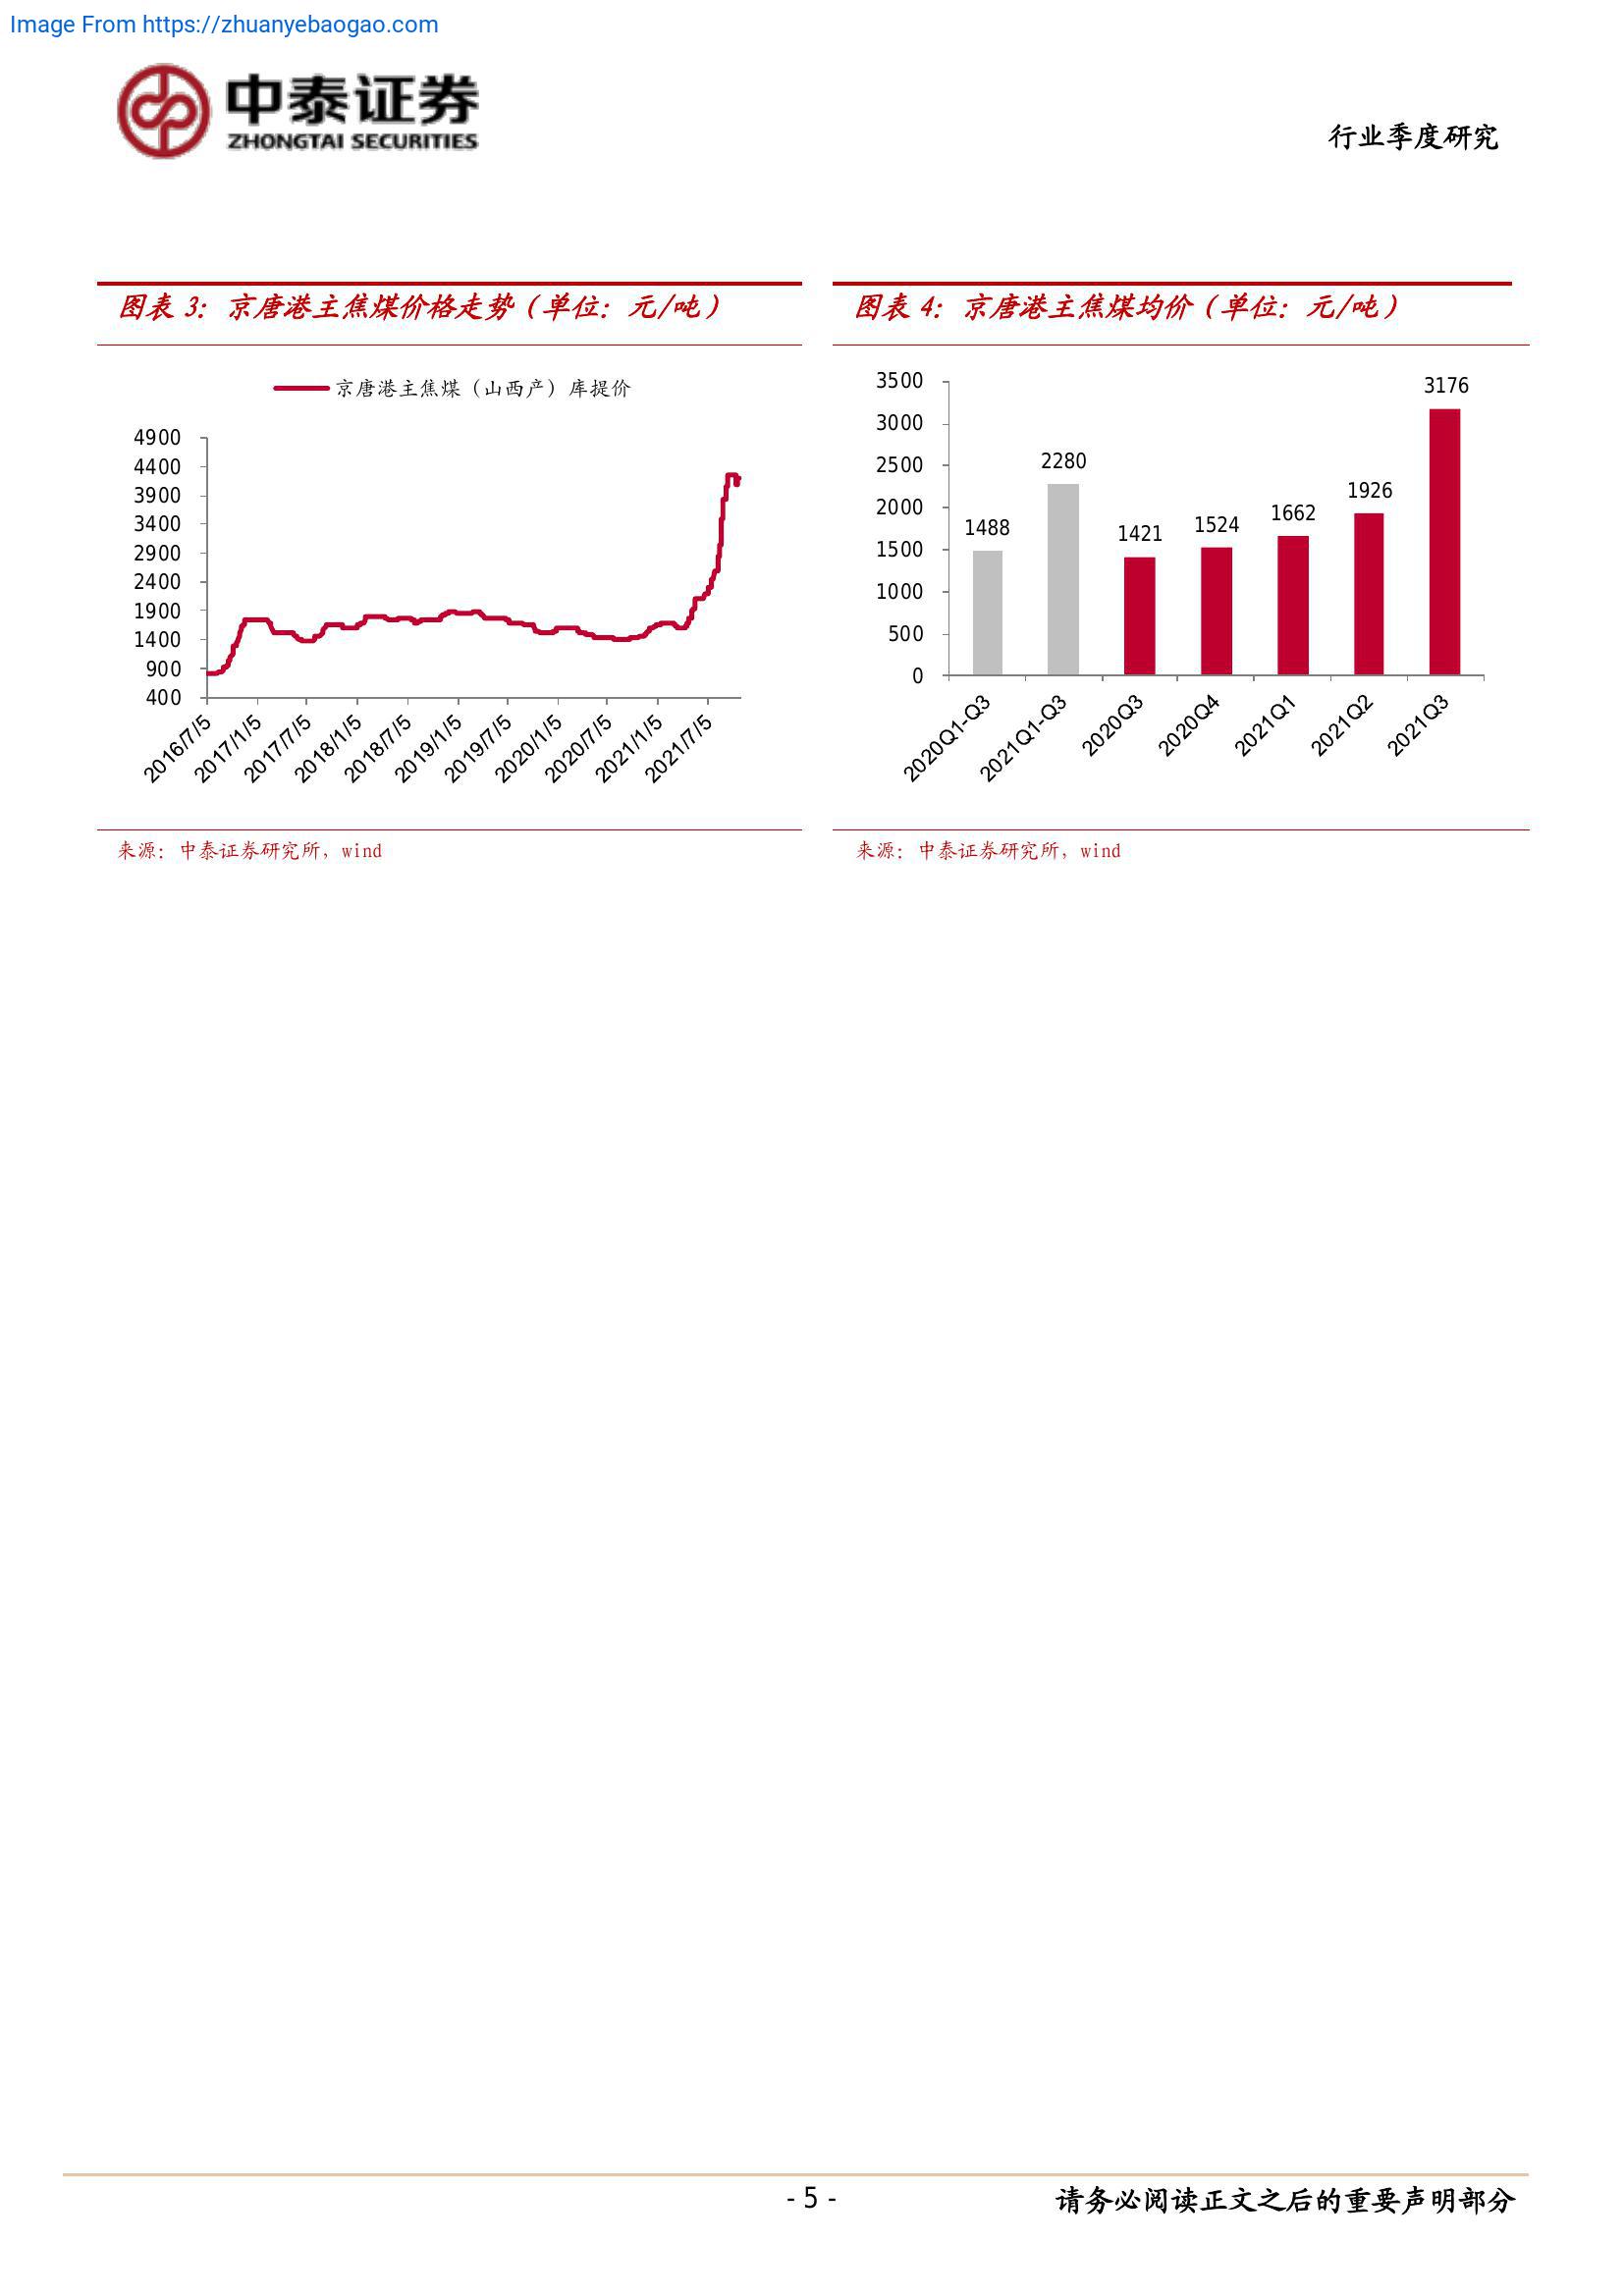 Image From https://zhuanyebaogao.com
中泰证券
ZHONGTAI SECURITIES
行业季度研究
图表 3：京唐港主焦煤价格走势（单位：元/吨）
京唐港主焦煤（山西产）库提价
4900
4400
3900
3400
2900
2400
1900
1400
900
400
2016/7/5
2017/1/5
2017/7/5
2018/1/5
2018/7/5
2019/1/5
2019/7/5
2020/1/5
2020/7/5
2021/1/5
2021/7/5
来源：中泰证券研究所，wind
图表 4：京唐港主焦煤均价（单位：元/吨）
3500
3000
2500
2000
1500
1000
500
0
1488
2280
1421
1524
1662
1926
3176
2020Q1-Q3
2021Q1-Q3
2020Q3
2020Q4
2021Q1
2021Q2
2021Q3
来源：中泰证券研究所，wind
- 5 -
请务必阅读正文之后的重要声明部分